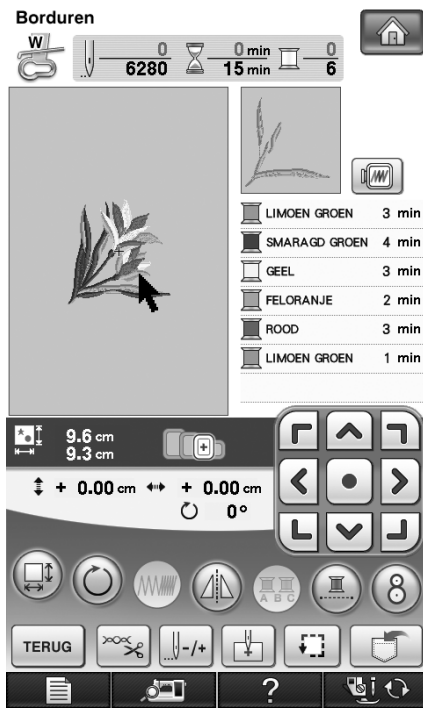 Borduren
W
0 0 min 0
6280 15 min 6
LIMOEN GROEN 3 min
SMARAGD GROEN 4 min
GEEL 3 min
FELORANJE 2 min
ROOD 3 min
LIMOEN GROEN 1 min
9.6 cm
9.3 cm
+ 0.00 cm + 0.00 cm
0°
A B C
8
TERUG -/+
? i